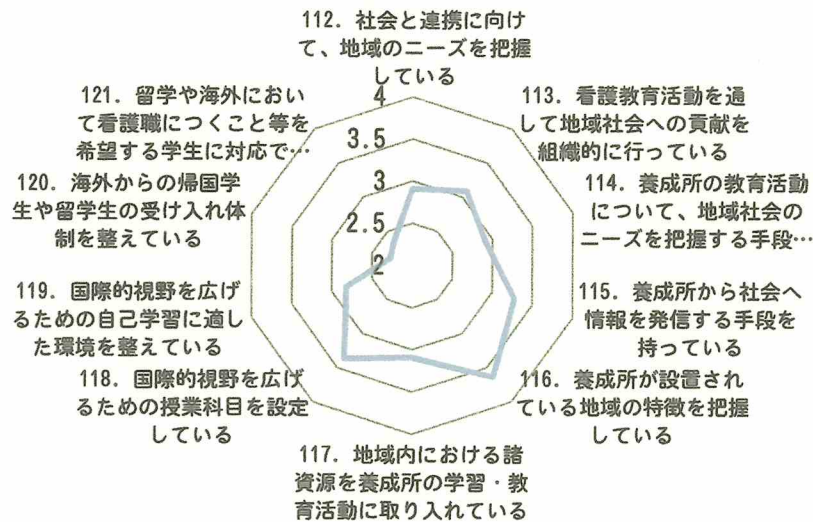 112. 社会と連携に向け
て、地域のニーズを把握
している
113. 看護教育活動を通
して地域社会への貢献を
組織的に行っている
114. 養成所の教育活動
について、地域社会の
ニーズを把握する手段…
115. 養成所から社会へ
情報を発信する手段を
持っている
116. 養成所が設置され
ている地域の特徴を把握
している
117. 地域内における諸
資源を養成所の学習・教
育活動に取り入れている
118. 国際的視野を広げ
るための授業科目を設定
している
119. 国際的視野を広げ
るための自己学習に適し
た環境を整えている
120. 海外からの帰国学
生や留学生の受け入れ体
制を整えている
121. 留学や海外におい
て看護職につくこと等を
希望する学生に対応で…
4
3.5
3
2.5
2